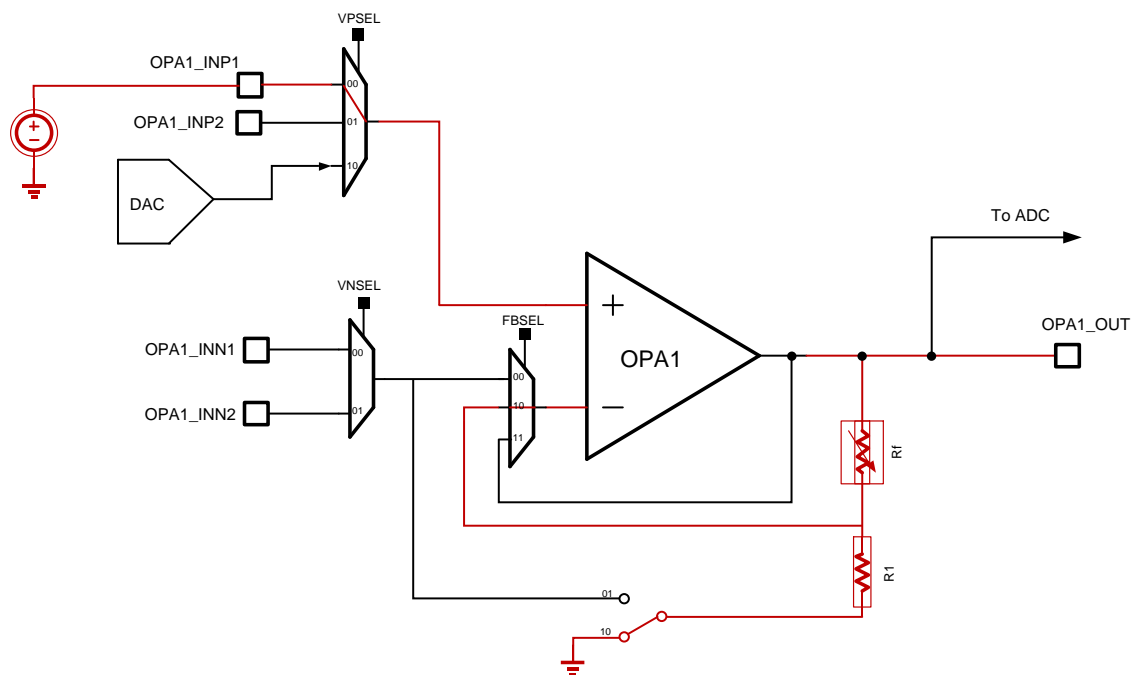 VPSEL
OPA1_INP1
00
OPA1_INP2
01
10
DAC
To ADC
VNSEL
FBSEL
OPA1_OUT
OPA1_INN1
00
OPA1
00
10
OPA1_INN2
01
11
Rf
R1
01
10